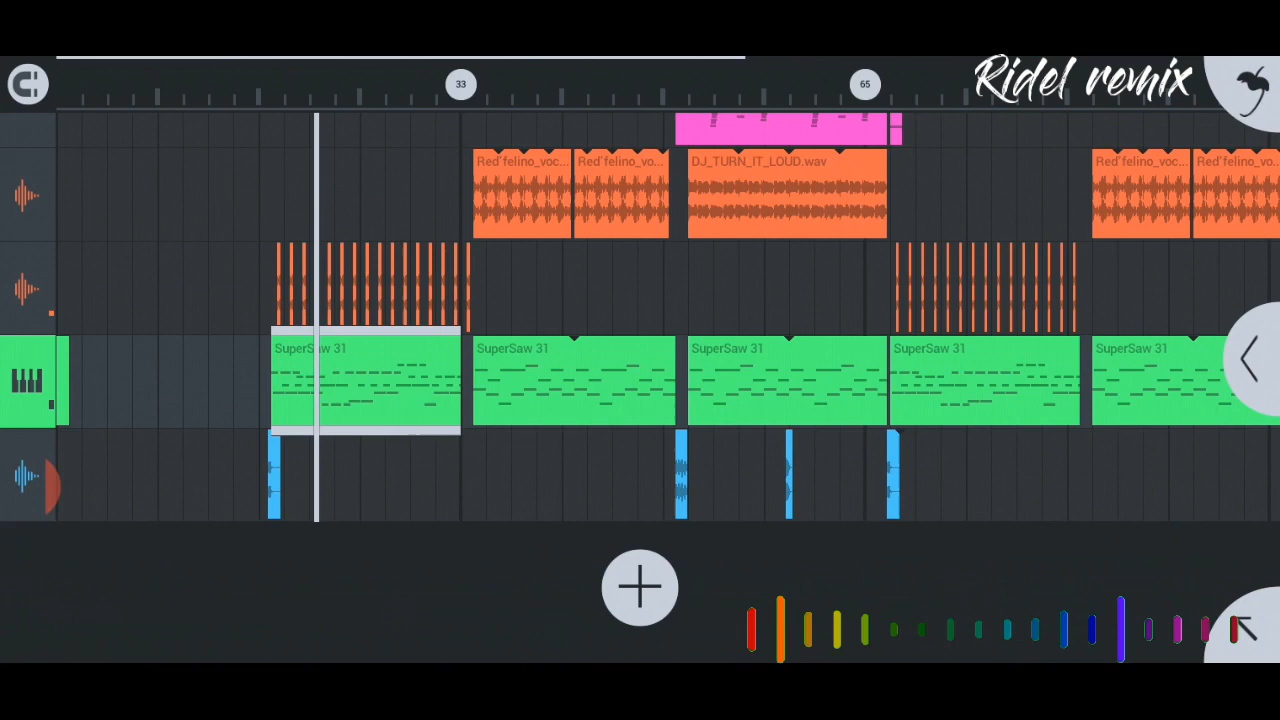 Ridel remix
33
65
Red'felino_voc...
Red'felino_vo...
DJ_TURN_IT_LOUD.wav
Red'felino_voc...
Red'felino_va...
SuperSaw 31
SuperSaw 31
SuperSaw 31
SuperSaw 31
SuperSaw 31